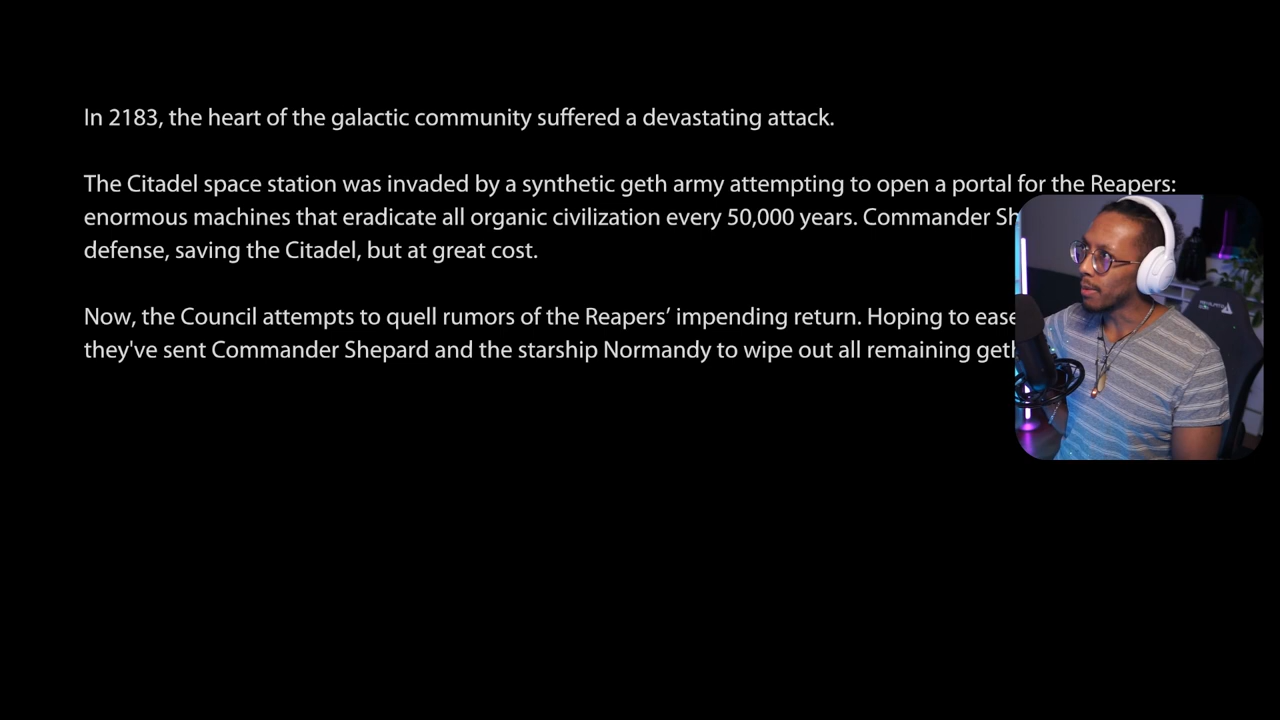 In 2183, the heart of the galactic community suffered a devastating attack.
The Citadel space station was invaded by a synthetic geth army attempting to open a portal for the Reapers:
enormous machines that eradicate all organic civilization every 50,000 years. Commander Sh
defense, saving the Citadel, but at great cost.
Now, the Council attempts to quell rumors of the Reapers’ impending return. Hoping to ease
they've sent Commander Shepard and the starship Normandy to wipe out all remaining geth